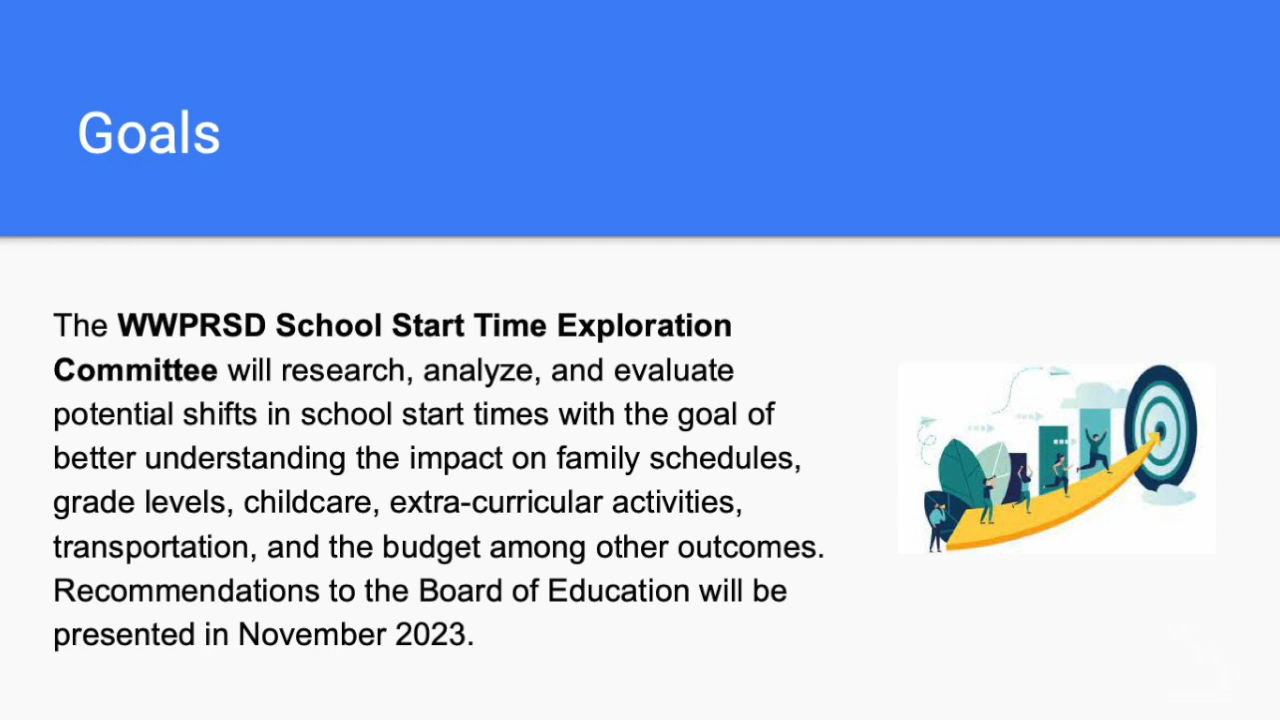 Goals
The WWPRSD School Start Time Exploration
Committee will research, analyze, and evaluate
potential shifts in school start times with the goal of
better understanding the impact on family schedules,
grade levels, childcare, extra-curricular activities,
transportation, and the budget among other outcomes.
Recommendations to the Board of Education will be
presented in November 2023.